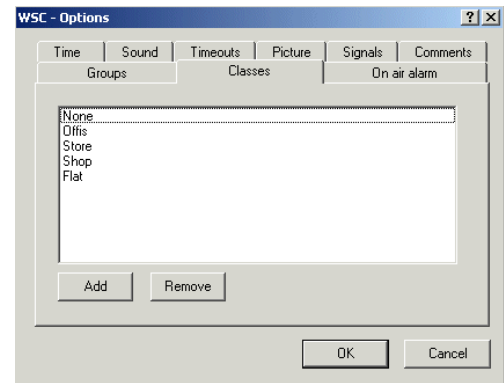 WSC - Options
Time Sound Timeouts Picture Signals Comments
Groups Classes On air alarm
None
Offis
Store
Shop
Flat
Add Remove
OK Cancel